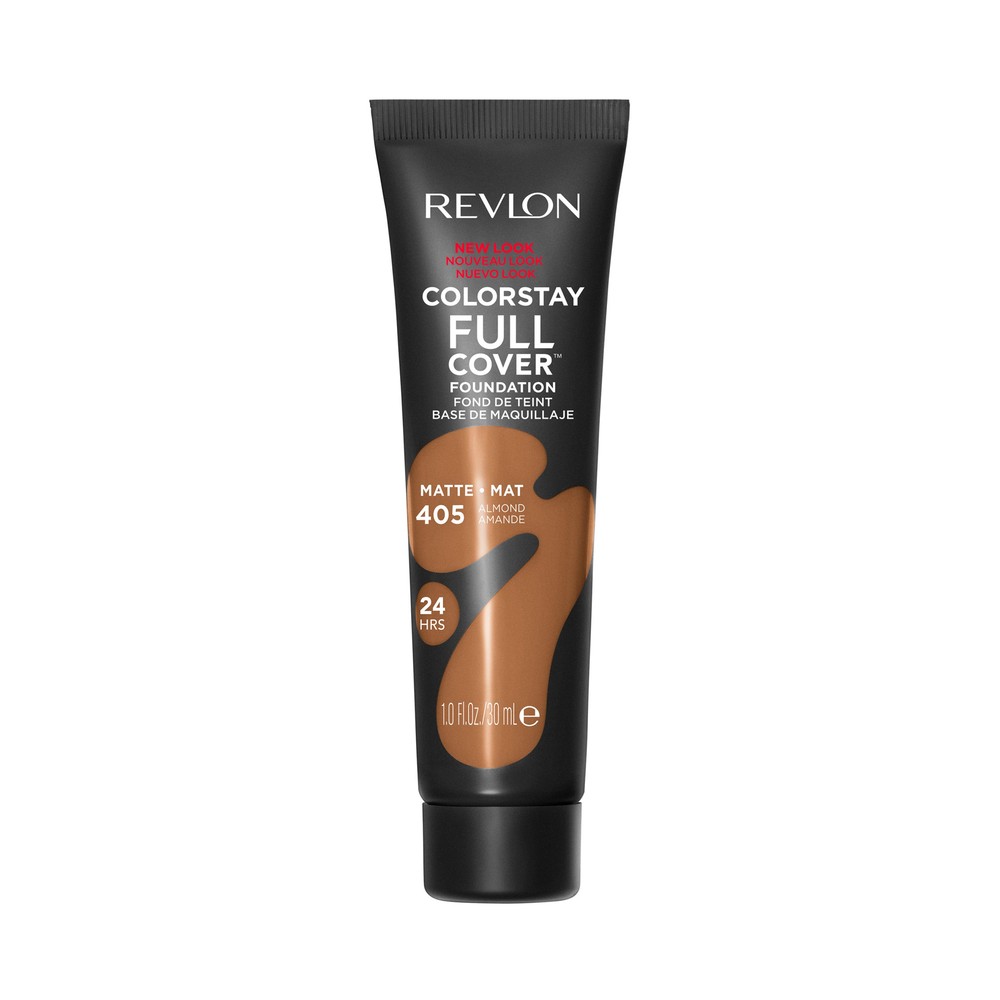 REVLON
NEW LOOK
NOUVEAU LOOK
NUEVO LOOK
COLORSTAY
FULL
COVER™
FOUNDATION
FOND DE TEINT
BASE DE MAQUILLAJE
MATTE • MAT
405 ALMOND
AMANDE
24
HRS
1.0 Fl.Oz./30 mL ℮